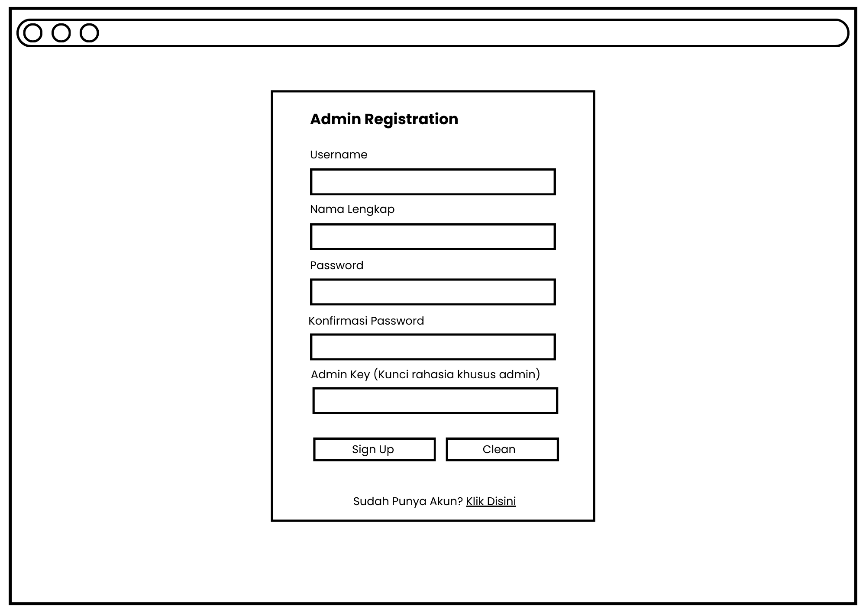 Admin Registration
Username
Nama Lengkap
Password
Konfirmasi Password
Admin Key (Kunci rahasia khusus admin)
Sign Up
Clean
Sudah Punya Akun? Klik Disini